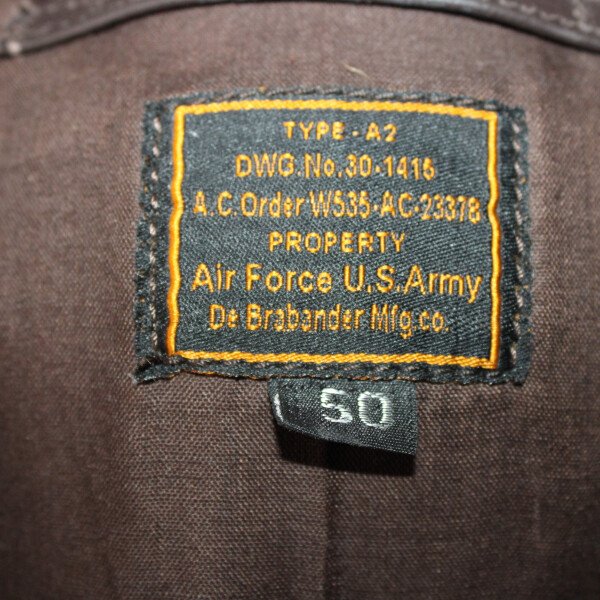 TYPE-A2
DWG.No.30-1415
A.C.Order W535-AC-23378
PROPERTY
Air Force U.S.Army
De Brabander Mfg.co.
50